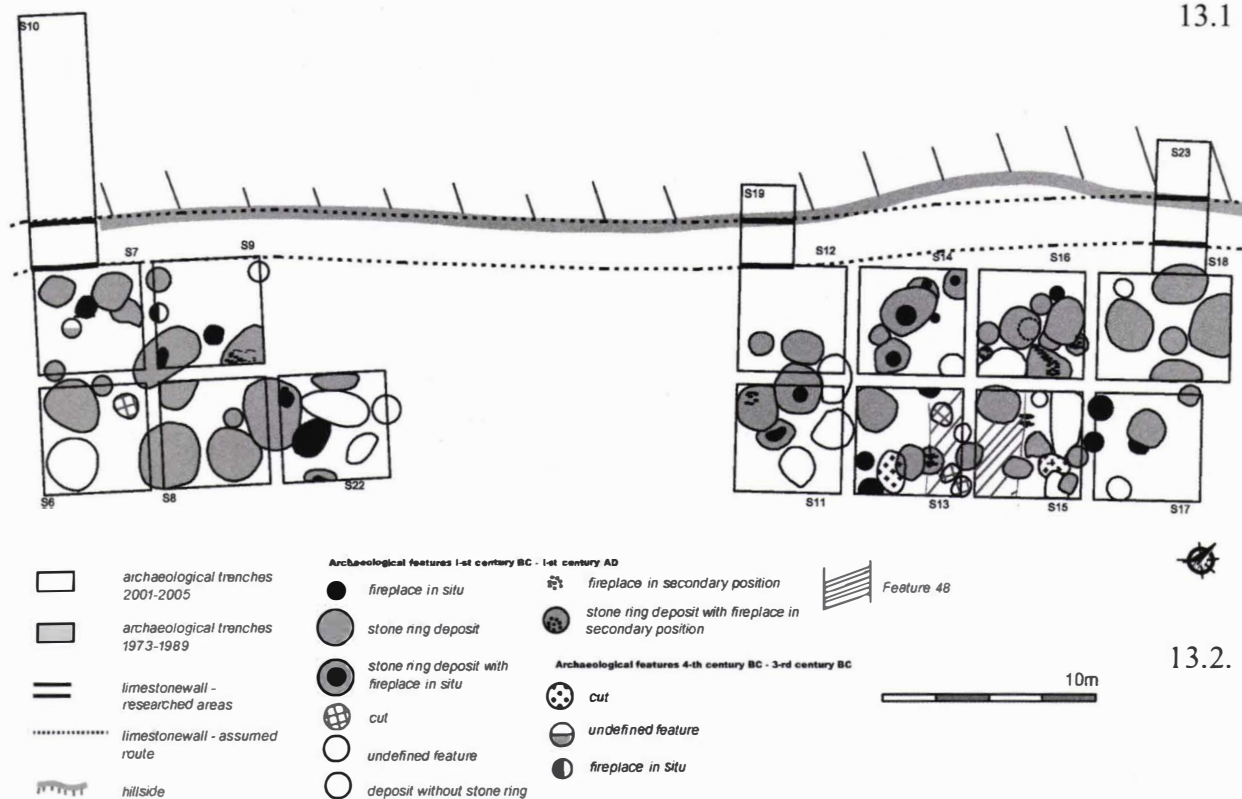 13.1
S10
S23
S19
S7
S9
S12
S14
S16
S18
S6
S8
S22
S11
S13
S15
S17
archaeological trenches
2001-2005
archaeological trenches
1973-1989
limestonewall -
researched areas
limestonewall - assumed
route
hillside
Archaeological features I-st century BC - I-st century AD
fireplace in situ
stone ring deposit
stone ring deposit with
fireplace in situ
cut
undefined feature
deposit without stone ring
fireplace in secondary position
stone ring deposit with fireplace in
secondary position
Archaeological features 4-th century BC - 3-rd century BC
cut
undefined feature
fireplace in Situ
Feature 48
13.2.
10m